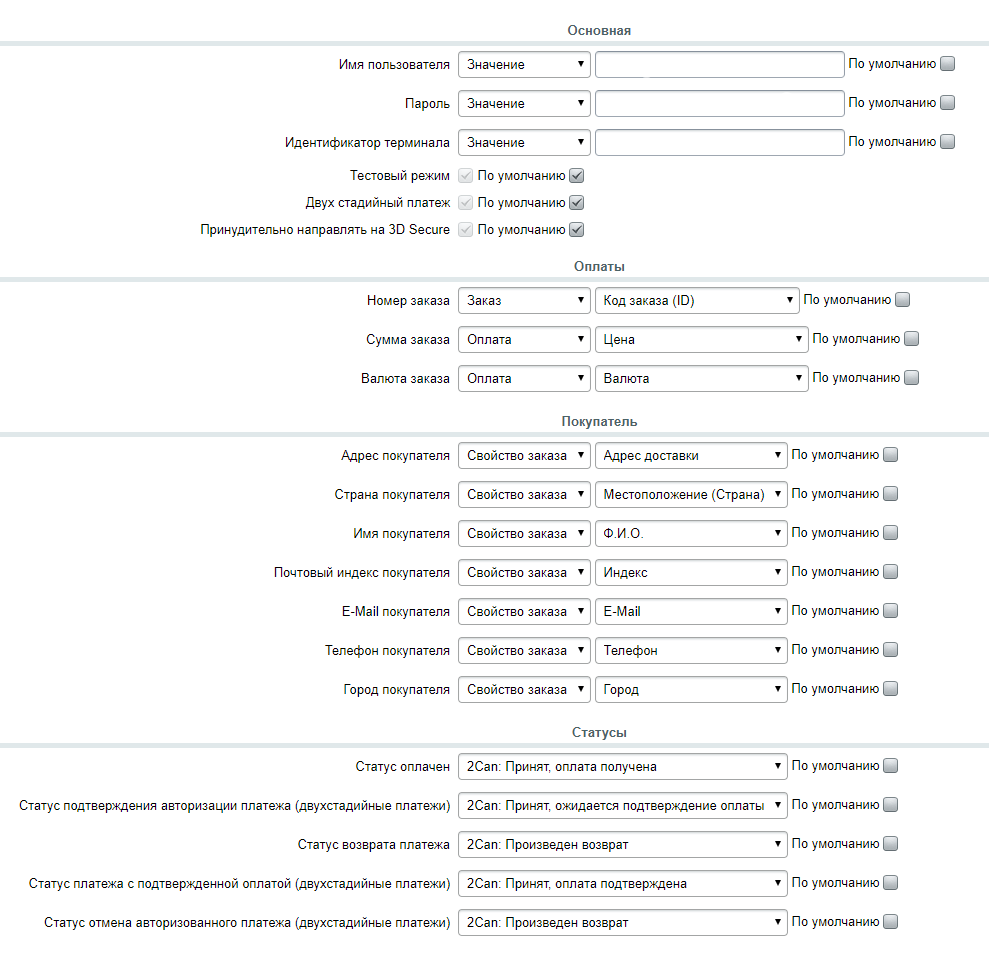 Основная
Имя пользователя Значение По умолчанию
Пароль Значение По умолчанию
Идентификатор терминала Значение По умолчанию
Тестовый режим По умолчанию
Двух стадийный платеж По умолчанию
Принудительно направлять на 3D Secure По умолчанию
Оплаты
Номер заказа Заказ Код заказа (ID) По умолчанию
Сумма заказа Оплата Цена По умолчанию
Валюта заказа Оплата Валюта По умолчанию
Покупатель
Адрес покупателя Свойство заказа Адрес доставки По умолчанию
Страна покупателя Свойство заказа Местоположение (Страна) По умолчанию
Имя покупателя Свойство заказа Ф.И.О. По умолчанию
Почтовый индекс покупателя Свойство заказа Индекс По умолчанию
E-Mail покупателя Свойство заказа E-Mail По умолчанию
Телефон покупателя Свойство заказа Телефон По умолчанию
Город покупателя Свойство заказа Город По умолчанию
Статусы
Статус оплачен 2Can: Принят, оплата получена По умолчанию
Статус подтверждения авторизации платежа (двухстадийные платежи) 2Can: Принят, ожидается подтверждение оплаты По умолчанию
Статус возврата платежа 2Can: Произведен возврат По умолчанию
Статус платежа с подтвержденной оплатой (двухстадийные платежи) 2Can: Принят, оплата подтверждена По умолчанию
Статус отмена авторизованного платежа (двухстадийные платежи) 2Can: Произведен возврат По умолчанию